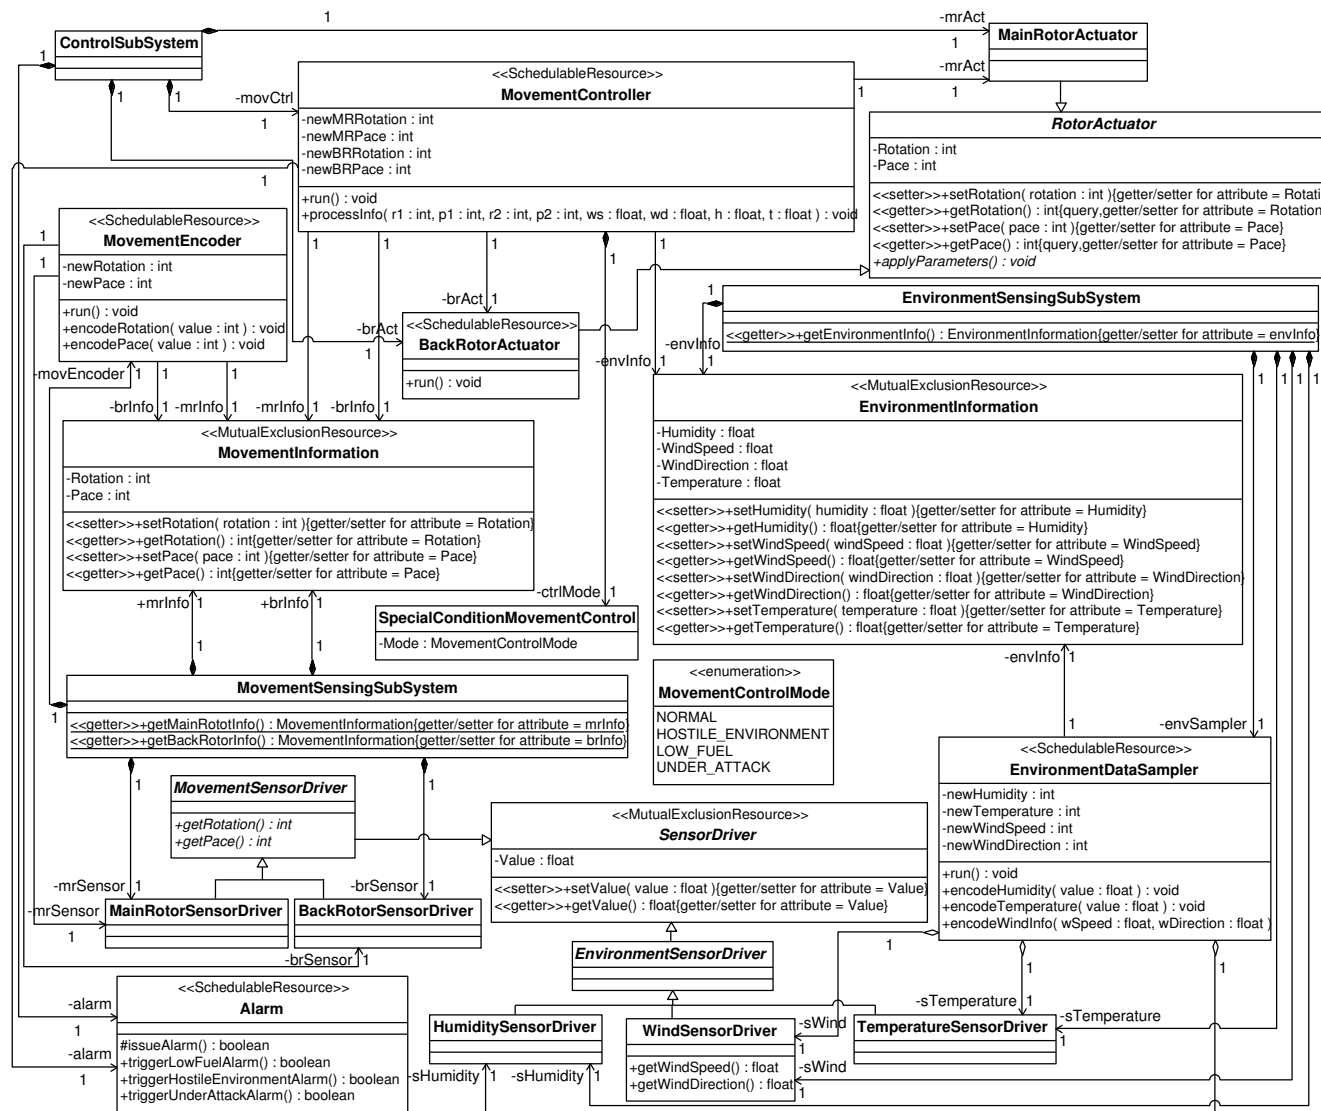 ControlSubSystem
1
-mrAct
1
MainRotorActuator
1
1
1
-movCtrl
1
<<SchedulableResource>>
MovementController
-newMRRotation : int
-newMRPace : int
-newBRRotation : int
-newBRPace : int
+run() : void
+processInfo( r1 : int, p1 : int, r2 : int, p2 : int, ws : float, wd : float, h : float, t : float ) : void
-mrAct
1
1
1
RotorActuator
-Rotation : int
-Pace : int
<<setter>>+setRotation( rotation : int ){getter/setter for attribute = Rotati
<<getter>>+getRotation() : int{query,getter/setter for attribute = Rotation
<<setter>>+setPace( pace : int ){getter/setter for attribute = Pace}
<<getter>>+getPace() : int{query,getter/setter for attribute = Pace}
+applyParameters() : void
<<SchedulableResource>>
MovementEncoder
-newRotation : int
-newPace : int
+run() : void
+encodeRotation( value : int ) : void
+encodePace( value : int ) : void
1
1
1
1
1
1
1
-brAct
1
-brAct
1
<<SchedulableResource>>
BackRotorActuator
+run() : void
EnvironmentSensingSubSystem
<<getter>>+getEnvironmentInfo() : EnvironmentInformation{getter/setter for attribute = envInfo}
1
-envInfo
1
-envInfo
1
1
1
1
1
-movEncoder
1
1
1
-brInfo
1
-mrInfo
1
-mrInfo
1
-brInfo
1
<<MutualExclusionResource>>
MovementInformation
-Rotation : int
-Pace : int
<<setter>>+setRotation( rotation : int ){getter/setter for attribute = Rotation}
<<getter>>+getRotation() : int{getter/setter for attribute = Rotation}
<<setter>>+setPace( pace : int ){getter/setter for attribute = Pace}
<<getter>>+getPace() : int{getter/setter for attribute = Pace}
<<MutualExclusionResource>>
EnvironmentInformation
-Humidity : float
-WindSpeed : float
-WindDirection : float
-Temperature : float
<<setter>>+setHumidity( humidity : float ){getter/setter for attribute = Humidity}
<<getter>>+getHumidity() : float{getter/setter for attribute = Humidity}
<<setter>>+setWindSpeed( windSpeed : float ){getter/setter for attribute = WindSpeed}
<<getter>>+getWindSpeed() : float{getter/setter for attribute = WindSpeed}
<<setter>>+setWindDirection( windDirection : float ){getter/setter for attribute = WindDirection}
<<getter>>+getWindDirection() : float{getter/setter for attribute = WindDirection}
<<setter>>+setTemperature( temperature : float ){getter/setter for attribute = Temperature}
<<getter>>+getTemperature() : float{getter/setter for attribute = Temperature}
+mrInfo
1
+brInfo
1
1
1
-ctrlMode
1
SpecialConditionMovementControl
-Mode : MovementControlMode
<<enumeration>>
MovementControlMode
NORMAL
HOSTILE_ENVIRONMENT
LOW_FUEL
UNDER_ATTACK
-envInfo
1
1
-envSampler
1
MovementSensingSubSystem
<<getter>>+getMainRototInfo() : MovementInformation{getter/setter for attribute = mrInfo}
<<getter>>+getBackRotorInfo() : MovementInformation{getter/setter for attribute = brInfo}
1
1
1
MovementSensorDriver
+getRotation() : int
+getPace() : int
<<MutualExclusionResource>>
SensorDriver
-Value : float
<<setter>>+setValue( value : float ){getter/setter for attribute = Value}
<<getter>>+getValue() : float{getter/setter for attribute = Value}
<<SchedulableResource>>
EnvironmentDataSampler
-newHumidity : int
-newTemperature : int
-newWindSpeed : int
-newWindDirection : int
+run() : void
+encodeHumidity( value : float ) : void
+encodeTemperature( value : float ) : void
+encodeWindInfo( wSpeed : float, wDirection : float )
-mrSensor
1
-brSensor
1
-mrSensor
1
MainRotorSensorDriver
BackRotorSensorDriver
-brSensor
1
EnvironmentSensorDriver
1
1
1
<<SchedulableResource>>
Alarm
#issueAlarm() : boolean
+triggerLowFuelAlarm() : boolean
+triggerHostileEnvironmentAlarm() : boolean
+triggerUnderAttackAlarm() : boolean
-alarm
1
-alarm
1
HumiditySensorDriver
-sHumidity
1
-sHumidity
1
WindSensorDriver
+getWindSpeed() : float
+getWindDirection() : float
-sWind
1
-sWind
1
-sTemperature
1
TemperatureSensorDriver
-sTemperature
1